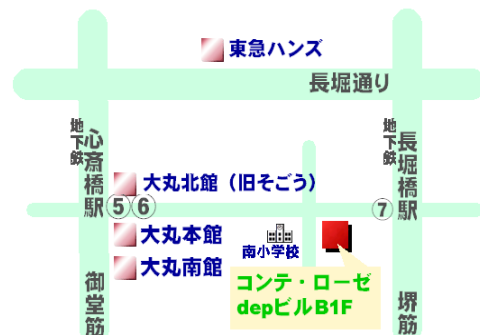 東急ハンズ
長堀通り
地下鉄
心斎橋駅
地下鉄
長堀橋駅
大丸北館（旧そごう）
⑤⑥
⑦
大丸本館
南小学校
大丸南館
コンテ・ローゼ
depビルB1F
御堂筋
堺筋